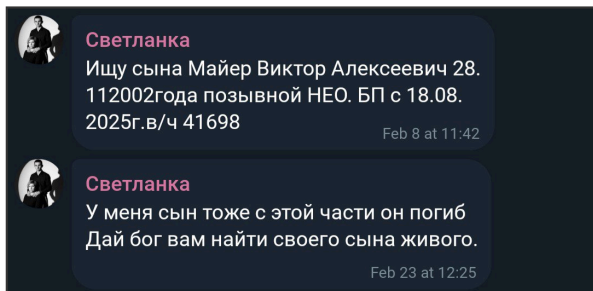 Светланка
Ищу сына Майер Виктор Алексеевич 28.
112002года позывной НЕО. БП с 18.08.
2025г.в/ч 41698
Feb 8 at 11:42
Светланка
У меня сын тоже с этой части он погиб
Дай бог вам найти своего сына живого.
Feb 23 at 12:25